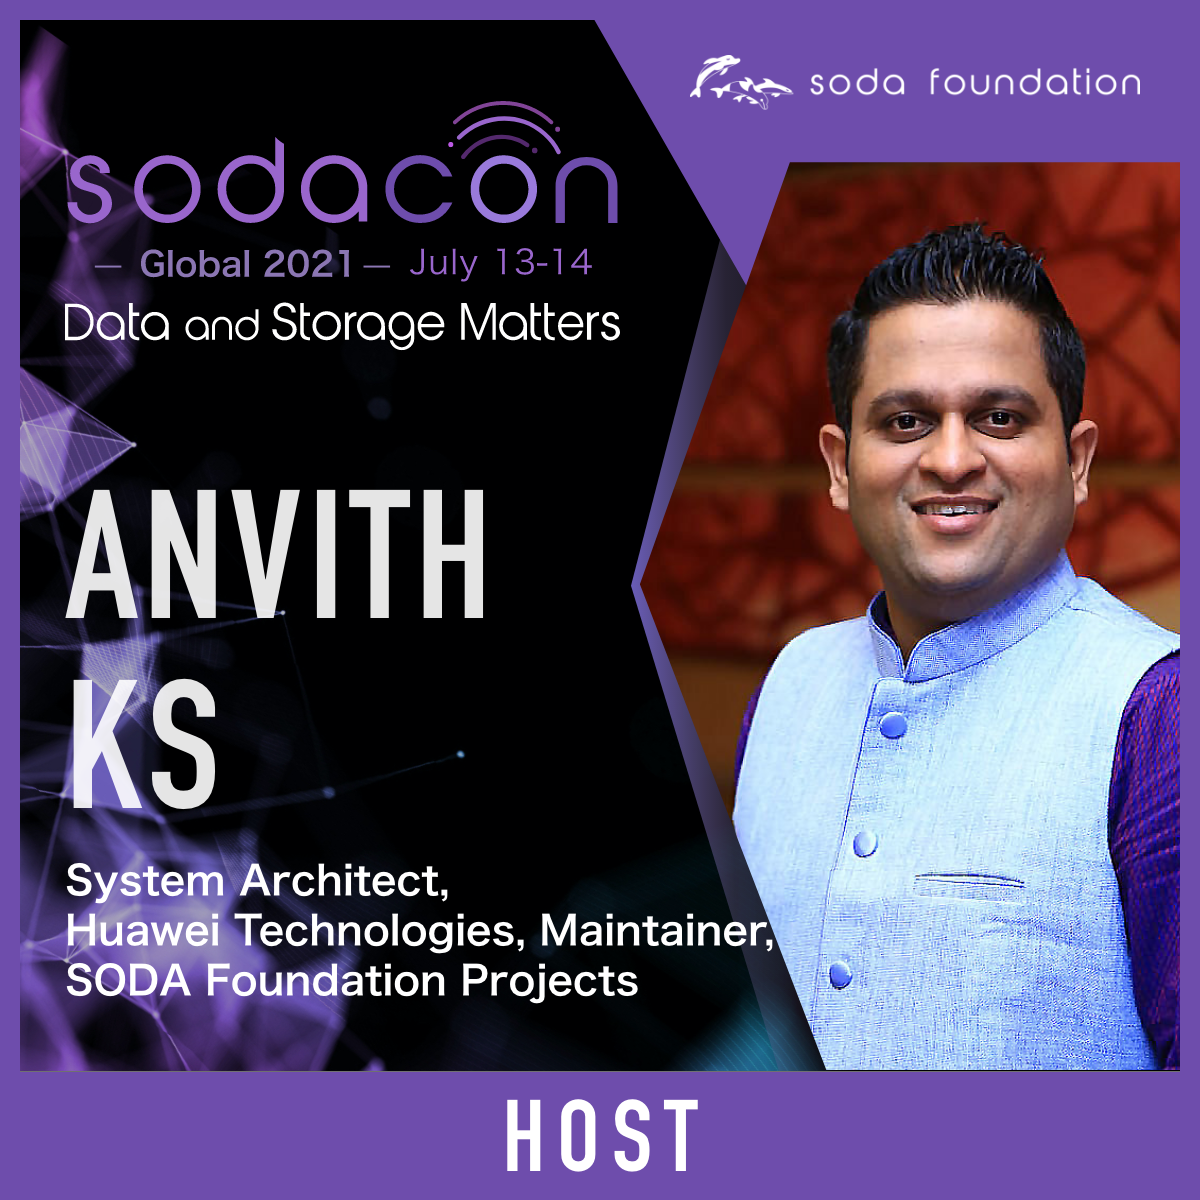 soda foundation
sodacon
Global 2021 — July 13-14
Data and Storage Matters
ANVITH
KS
System Architect,
Huawei Technologies, Maintainer,
SODA Foundation Projects
HOST